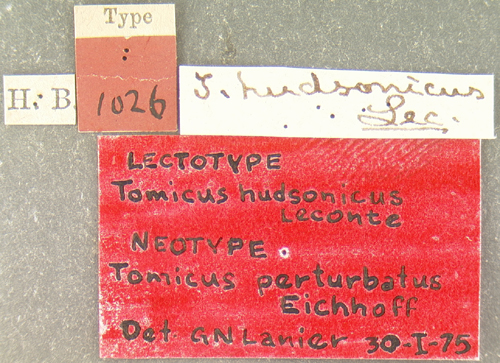 Type
:
1026
H. B.
T. hudsonicus
Lec.
LECTOTYPE
Tomicus hudsonicus
Leconte
NEOTYPE
Tomicus perturbatus
Eichhoff
Det GNLanier 30-I-75